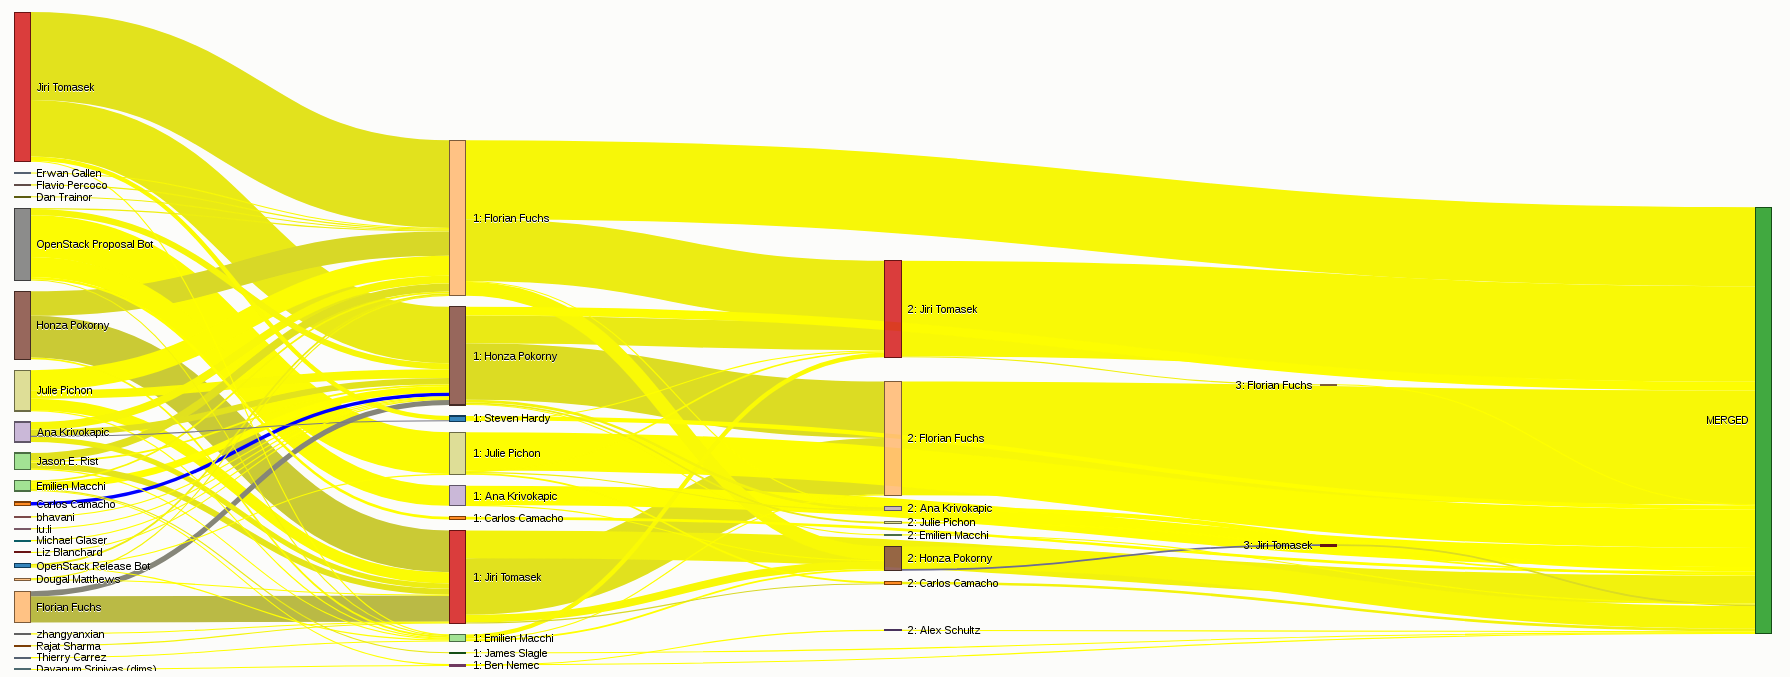 Jiri Tomasek
Erwan Gallen
Flavio Percoco
Dan Trainor
OpenStack Proposal Bot
Honza Pokorny
Julie Pichon
Ana Krivokapic
Jason E. Rist
Emilien Macchi
Carlos Camacho
bhavani
lu.li
Michael Glaser
Liz Blanchard
OpenStack Release Bot
Dougal Matthews
Florian Fuchs
zhangyanxian
Rajat Sharma
Thierry Carrez
Davanum Srinivas (dims)
1: Florian Fuchs
1: Honza Pokorny
1: Steven Hardy
1: Julie Pichon
1: Ana Krivokapic
1: Carlos Camacho
1: Jiri Tomasek
1: Emilien Macchi
1: James Slagle
1: Ben Nemec
2: Jiri Tomasek
2: Florian Fuchs
2: Ana Krivokapic
2: Julie Pichon
2: Emilien Macchi
2: Honza Pokorny
2: Carlos Camacho
2: Alex Schultz
3: Florian Fuchs
3: Jiri Tomasek
MERGED